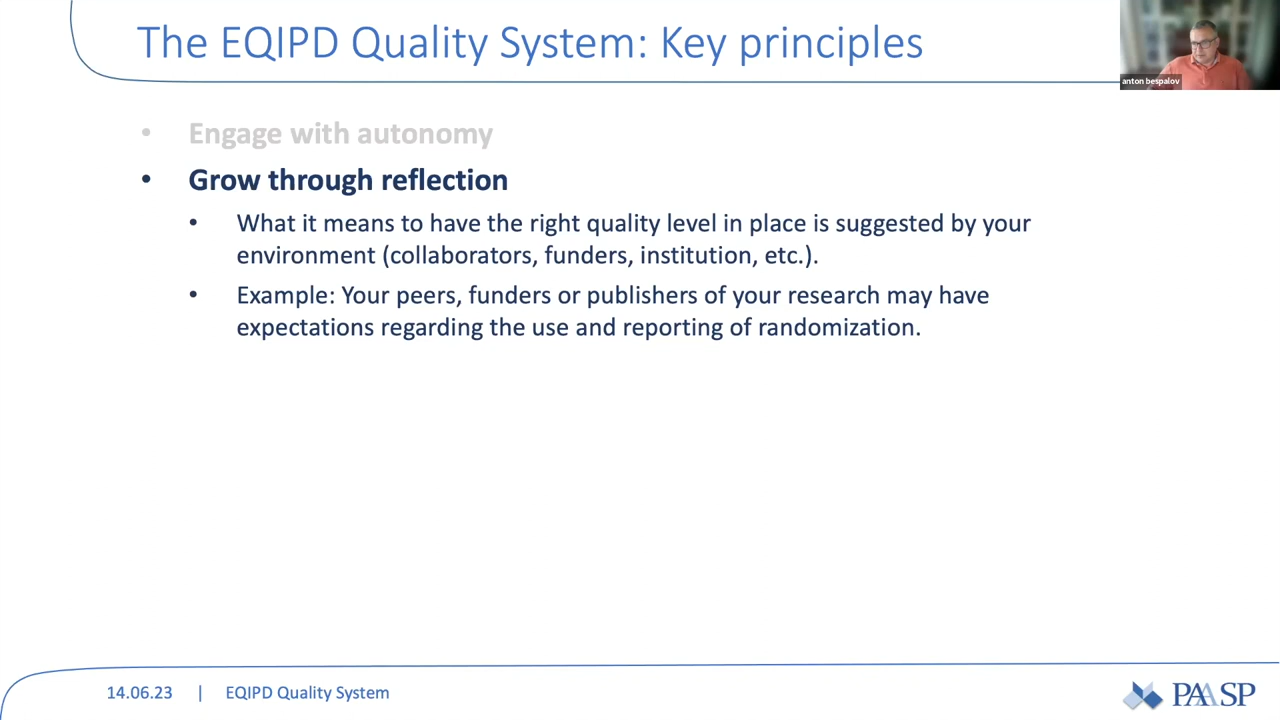 The EQIPD Quality System: Key principles
anton bespalov
• Engage with autonomy
• Grow through reflection
• What it means to have the right quality level in place is suggested by your
environment (collaborators, funders, institution, etc.).
• Example: Your peers, funders or publishers of your research may have
expectations regarding the use and reporting of randomization.
14.06.23 | EQIPD Quality System
PAASP